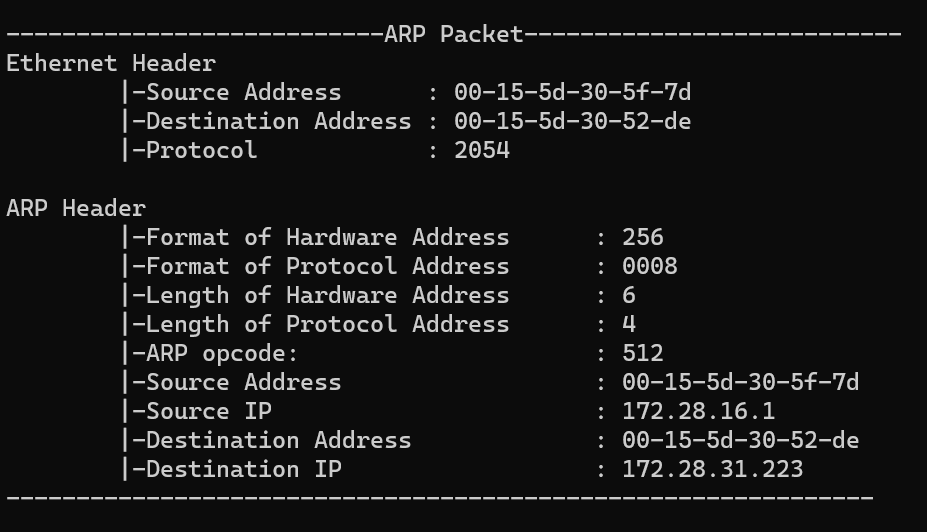 ---------------------------ARP Packet---------------------------
Ethernet Header
        |-Source Address      : 00-15-5d-30-5f-7d
        |-Destination Address : 00-15-5d-30-52-de
        |-Protocol            : 2054

ARP Header
        |-Format of Hardware Address      : 256
        |-Format of Protocol Address      : 0008
        |-Length of Hardware Address      : 6
        |-Length of Protocol Address      : 4
        |-ARP opcode:                     : 512
        |-Source Address                  : 00-15-5d-30-5f-7d
        |-Source IP                       : 172.28.16.1
        |-Destination Address             : 00-15-5d-30-52-de
        |-Destination IP                  : 172.28.31.223
--------------------------------------------------------------